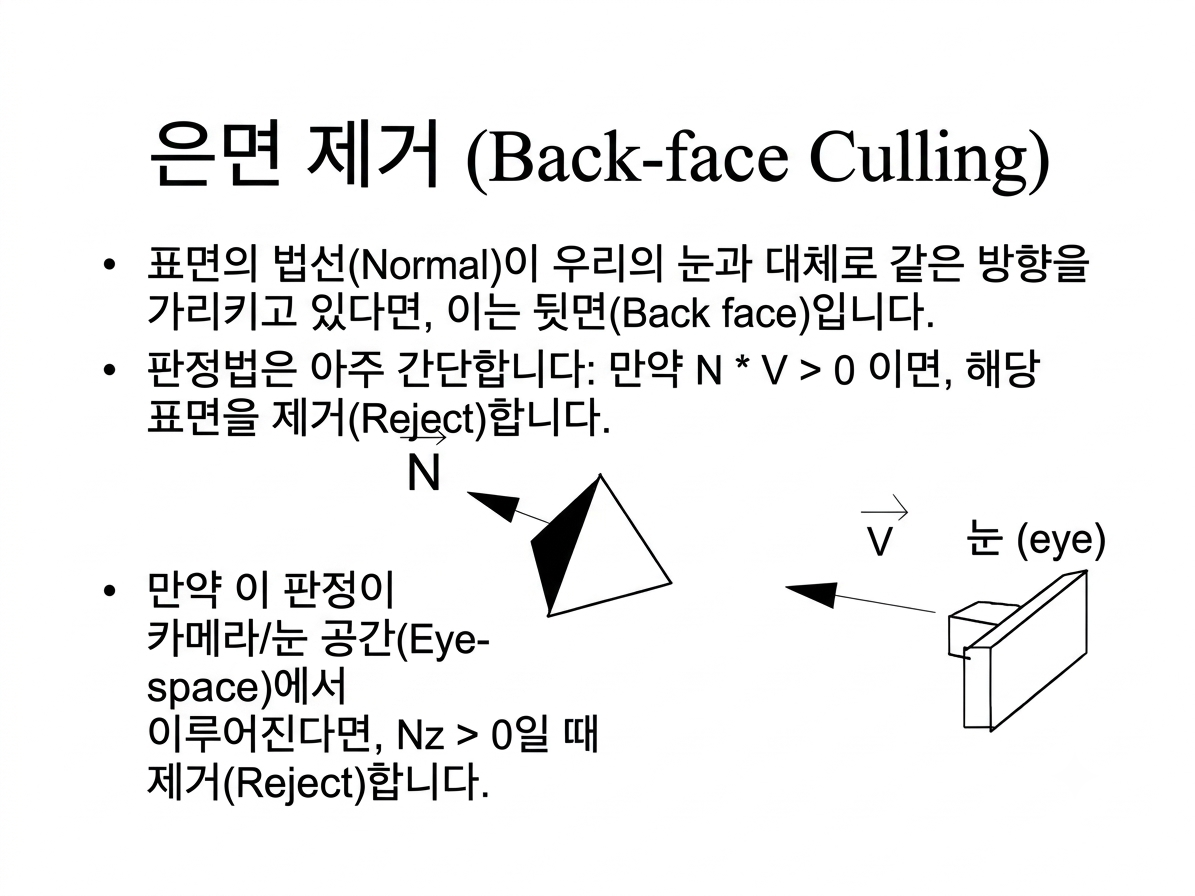 은면 제거 (Back-face Culling)
• 표면의 법선(Normal)이 우리의 눈과 대체로 같은 방향을
가리키고 있다면, 이는 뒷면(Back face)입니다.
• 판정법은 아주 간단합니다: 만약 N * V > 0 이면, 해당
표면을 제거(Reject)합니다.
N
V
눈 (eye)
• 만약 이 판정이
카메라/눈 공간(Eye-
space)에서
이루어진다면, Nz > 0일 때
제거(Reject)합니다.